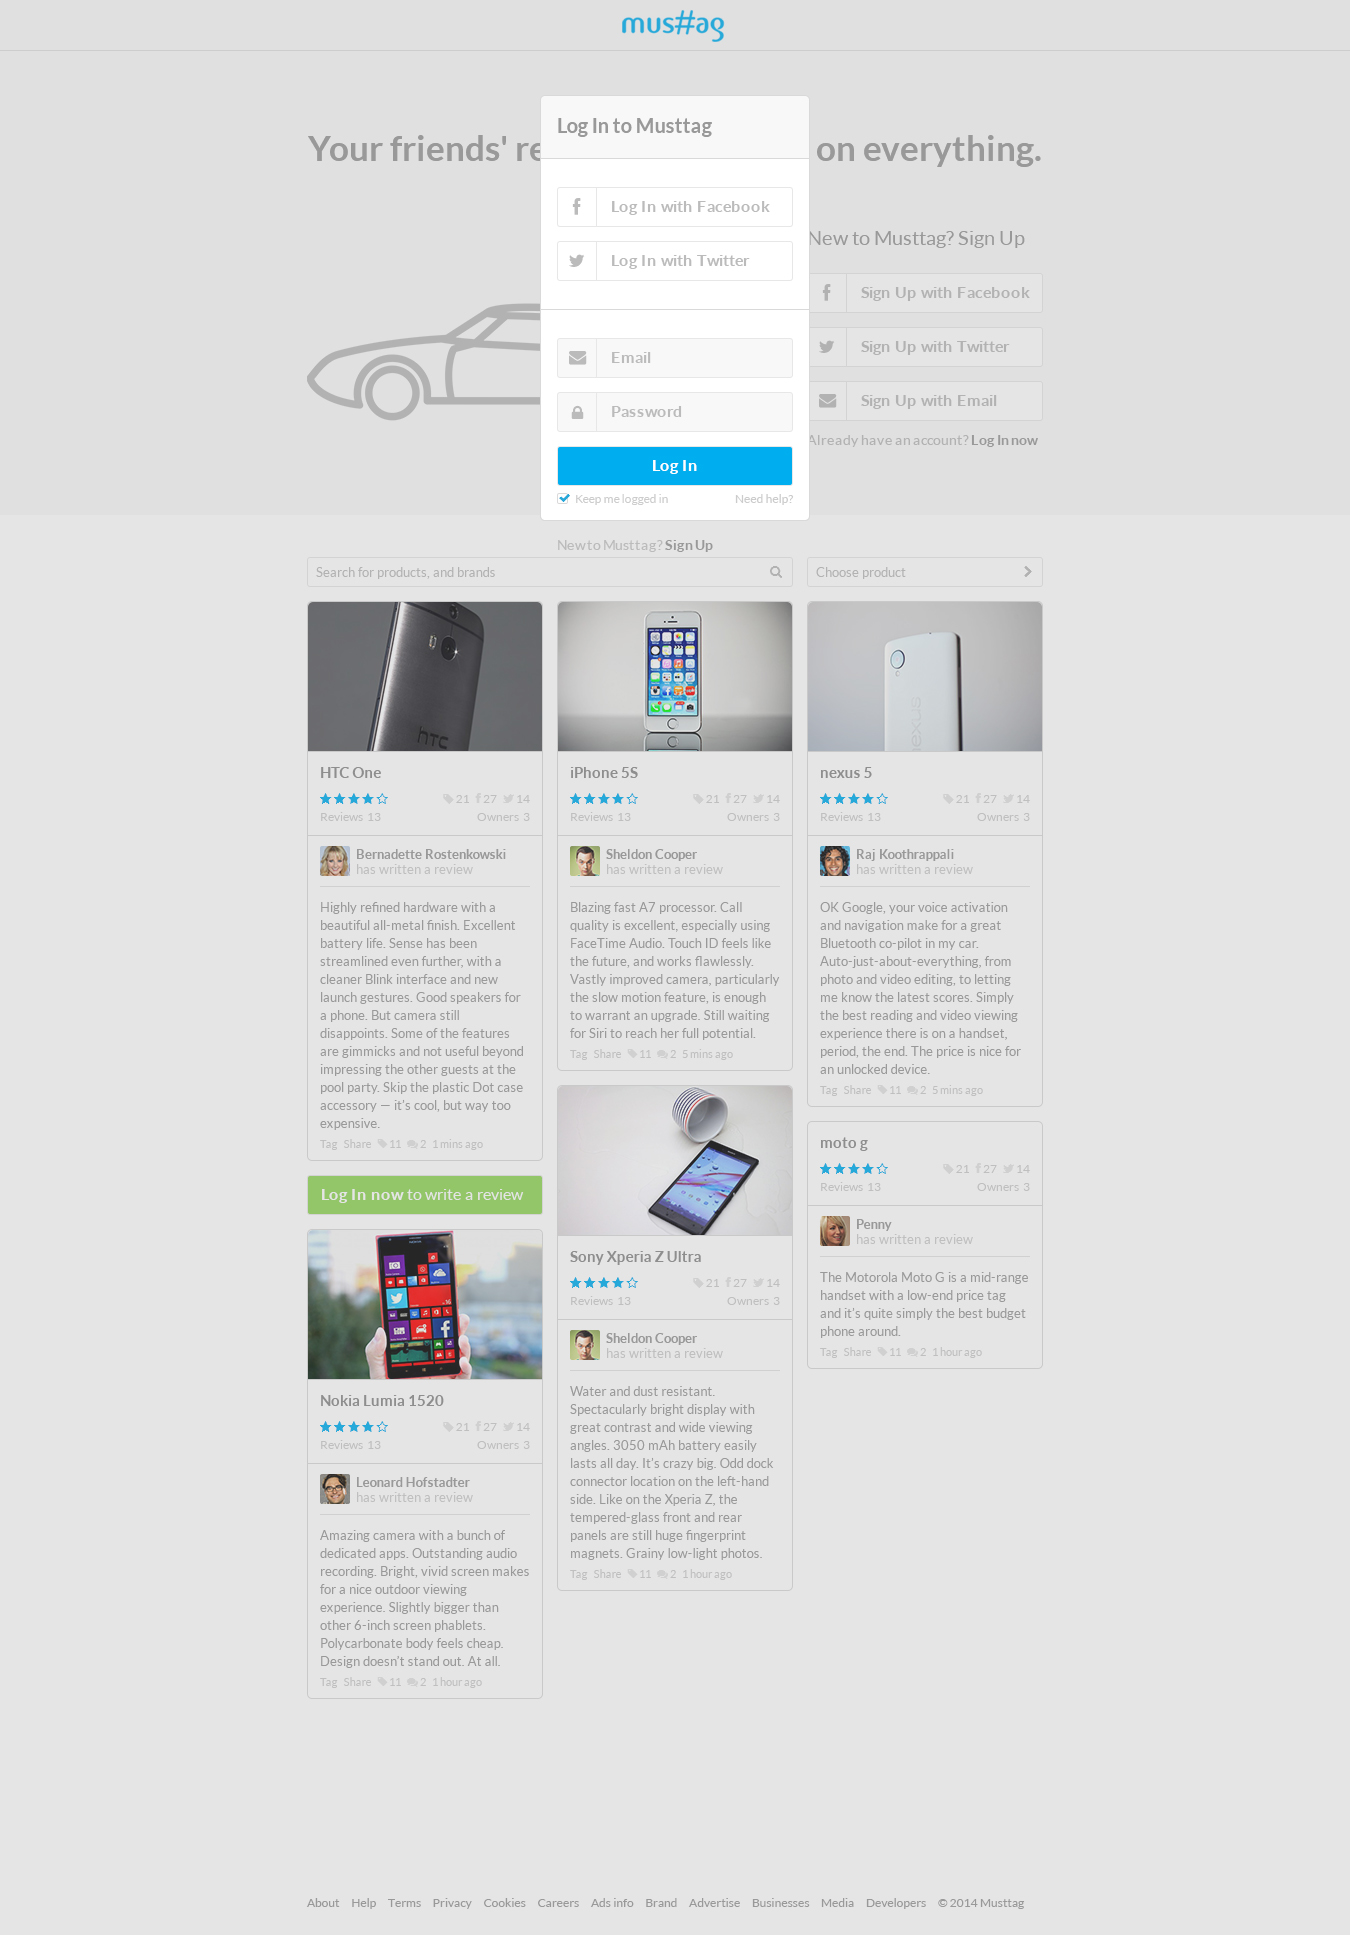 musttag
Log In to Musttag
Your friends' re on everything.
Log In with Facebook
Log In with Twitter
Email
Password
Log In
Keep me logged in Need help?
New to Musttag? Sign Up
New to Musttag? Sign Up
Sign Up with Facebook
Sign Up with Twitter
Sign Up with Email
Already have an account? Log In now
Search for products, and brands
Choose product
hTC
HTC One
21 27 14
Reviews 13 Owners 3
Bernadette Rostenkowski
has written a review
Highly refined hardware with a
beautiful all-metal finish. Excellent
battery life. Sense has been
streamlined even further, with a
cleaner Blink interface and new
launch gestures. Good speakers for
a phone. But camera still
disappoints. Some of the features
are gimmicks and not useful beyond
impressing the other guests at the
pool party. Skip the plastic Dot case
accessory — it's cool, but way too
expensive.
Tag Share 11 2 1 mins ago
Log In now to write a review
Nokia Lumia 1520
21 27 14
Reviews 13 Owners 3
Leonard Hofstadter
has written a review
Amazing camera with a bunch of
dedicated apps. Outstanding audio
recording. Bright, vivid screen makes
for a nice outdoor viewing
experience. Slightly bigger than
other 6-inch screen phablets.
Polycarbonate body feels cheap.
Design doesn't stand out. At all.
Tag Share 11 2 1 hour ago
iPhone 5S
21 27 14
Reviews 13 Owners 3
Sheldon Cooper
has written a review
Blazing fast A7 processor. Call
quality is excellent, especially using
FaceTime Audio. Touch ID feels like
the future, and works flawlessly.
Vastly improved camera, particularly
the slow motion feature, is enough
to warrant an upgrade. Still waiting
for Siri to reach her full potential.
Tag Share 11 2 5 mins ago
Sony Xperia Z Ultra
21 27 14
Reviews 13 Owners 3
Sheldon Cooper
has written a review
Water and dust resistant.
Spectacularly bright display with
great contrast and wide viewing
angles. 3050 mAh battery easily
lasts all day. It's crazy big. Odd dock
connector location on the left-hand
side. Like on the Xperia Z, the
tempered-glass front and rear
panels are still huge fingerprint
magnets. Grainy low-light photos.
Tag Share 11 2 1 hour ago
nexus
nexus 5
21 27 14
Reviews 13 Owners 3
Raj Koothrappali
has written a review
OK Google, your voice activation
and navigation make for a great
Bluetooth co-pilot in my car.
Auto-just-about-everything, from
photo and video editing, to letting
me know the latest scores. Simply
the best reading and video viewing
experience there is on a handset,
period, the end. The price is nice for
an unlocked device.
Tag Share 11 2 5 mins ago
moto g
21 27 14
Reviews 13 Owners 3
Penny
has written a review
The Motorola Moto G is a mid-range
handset with a low-end price tag
and it's quite simply the best budget
phone around.
Tag Share 11 2 1 hour ago
About Help Terms Privacy Cookies Careers Ads info Brand Advertise Businesses Media Developers © 2014 Musttag